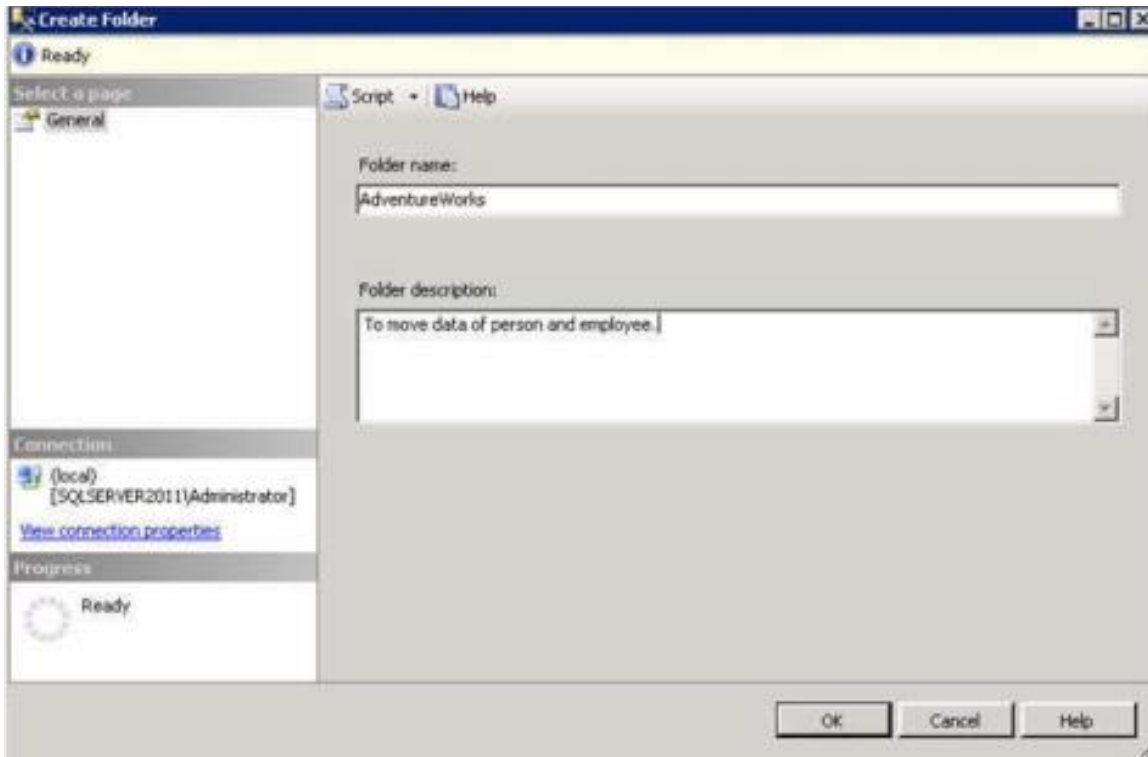 Create Folder
Ready
Select a page
General
Script
Help
Folder name:
AdventureWorks
Folder description:
To move data of person and employee.
Connection
(local)
[SQLSERVER2011\Administrator]
View connection properties
Progress
Ready
OK
Cancel
Help